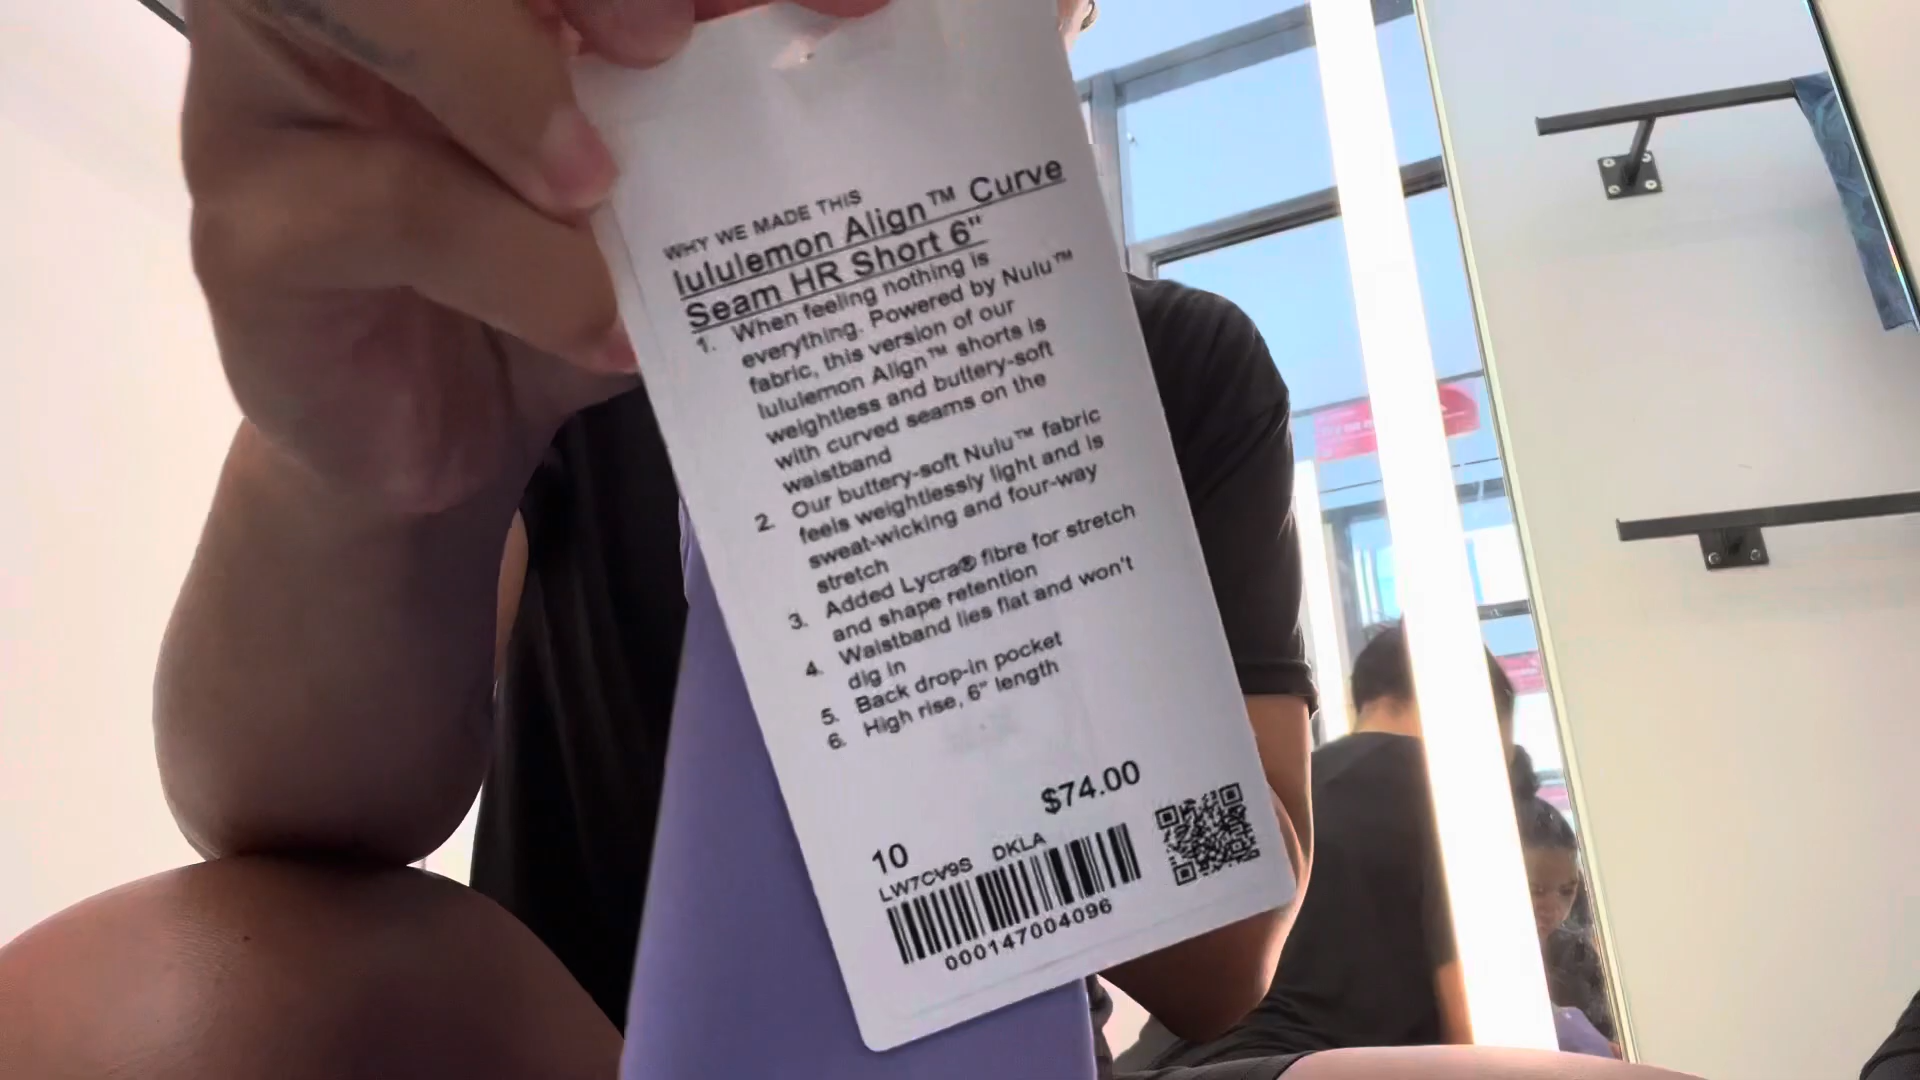 WHY WE MADE THIS
lululemon Align™ Curve
Seam HR Short 6"
1. When feeling nothing is
everything. Powered by Nulu™
fabric, this version of our
lululemon Align™ shorts is
weightless and buttery-soft
with curved seams on the
waistband
2. Our buttery-soft Nulu™ fabric
feels weightlessly light and is
sweat-wicking and four-way
stretch
3. Added Lycra® fibre for stretch
and shape retention
4. Waistband lies flat and won't
dig in
5. Back drop-in pocket
6. High rise, 6" length
$74.00
10
LW7CV9S DKLA
000147004096